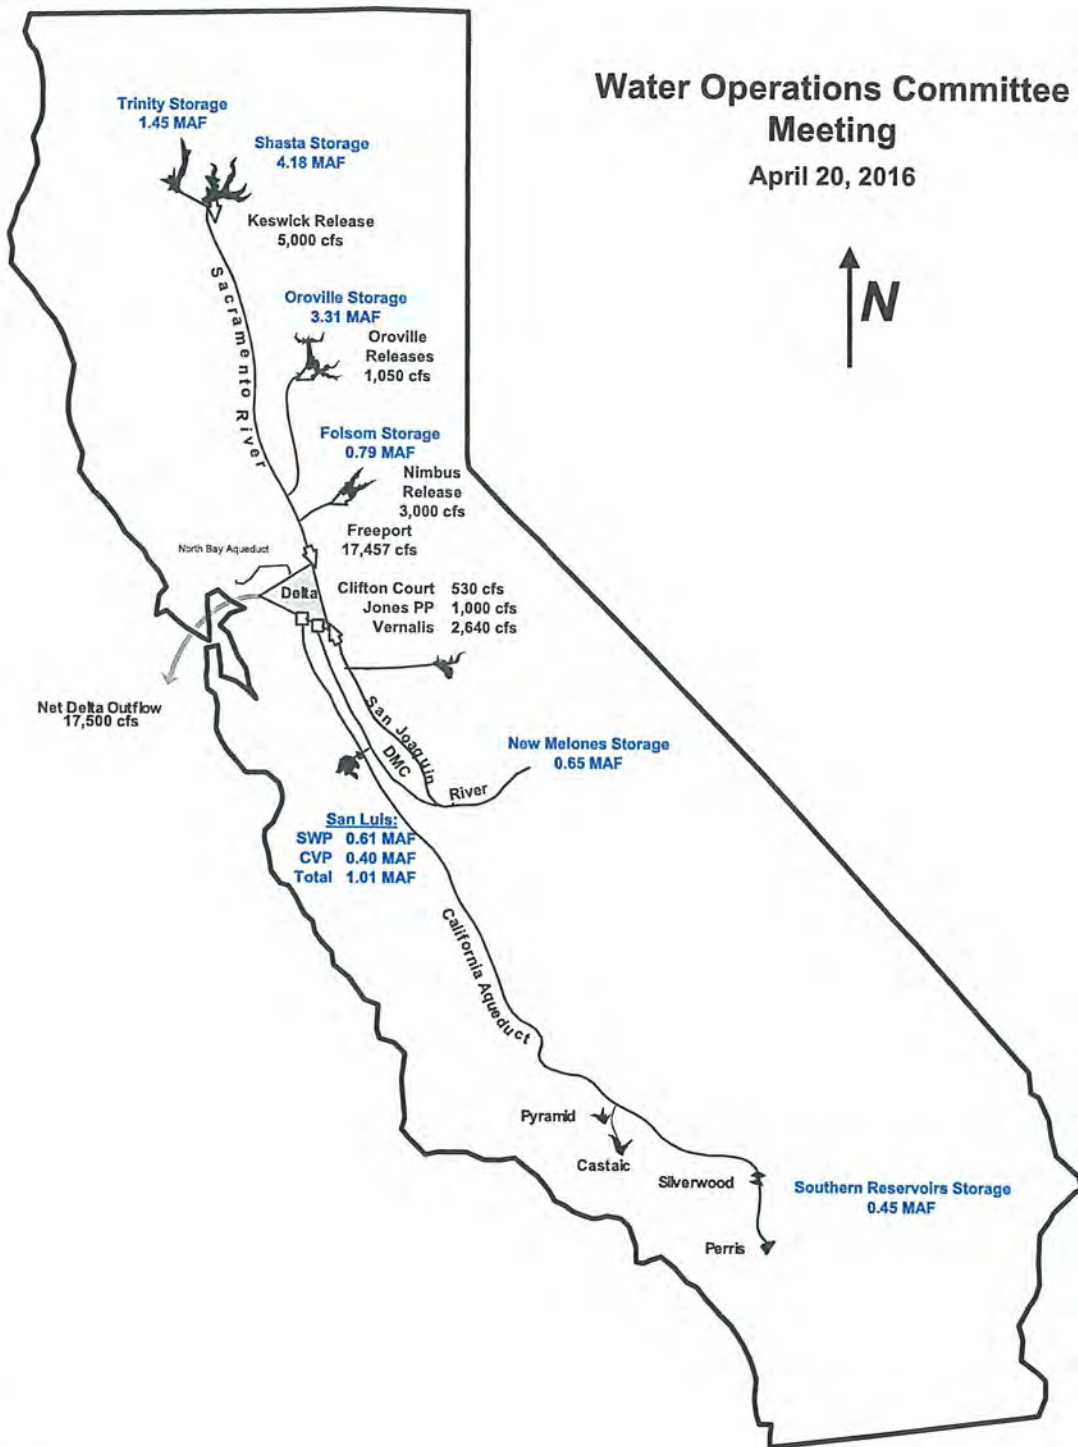 Water Operations Committee
Meeting
April 20, 2016
N
Trinity Storage
1.45 MAF
Shasta Storage
4.18 MAF
Keswick Release
5,000 cfs
Sacramento River
Oroville Storage
3.31 MAF
Oroville
Releases
1,050 cfs
Folsom Storage
0.79 MAF
Nimbus
Release
3,000 cfs
Freeport
17,457 cfs
North Bay Aqueduct
Delta
Clifton Court 530 cfs
Jones PP 1,000 cfs
Vernalis 2,640 cfs
Net Delta Outflow
17,500 cfs
San Joaquin
River
DMC
New Melones Storage
0.65 MAF
San Luis:
SWP 0.61 MAF
CVP 0.40 MAF
Total 1.01 MAF
California Aqueduct
Pyramid
Castaic
Silverwood
Perris
Southern Reservoirs Storage
0.45 MAF